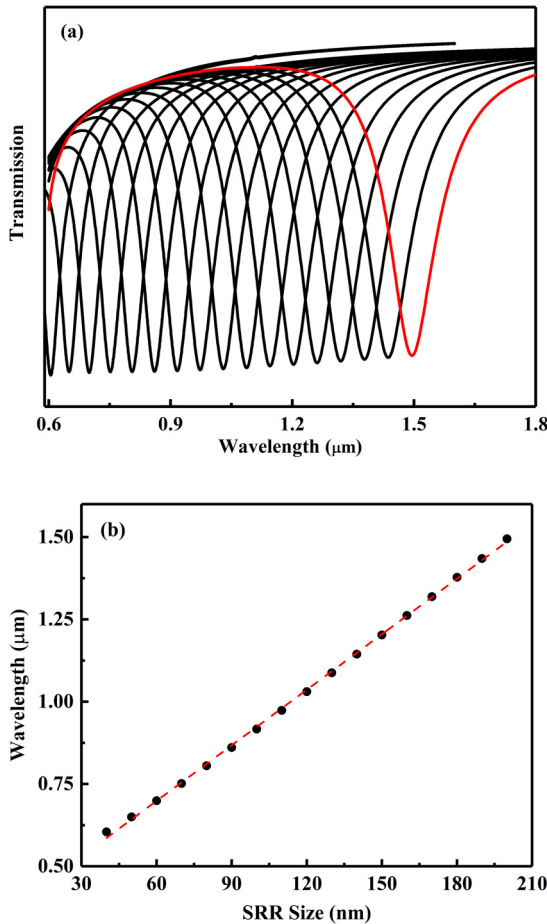 (a)
Transmission
0.6 0.9 1.2 1.5 1.8
Wavelength (μm)
(b)
1.50
1.25
1.00
0.75
0.50
Wavelength (μm)
30 60 90 120 150 180 210
SRR Size (nm)